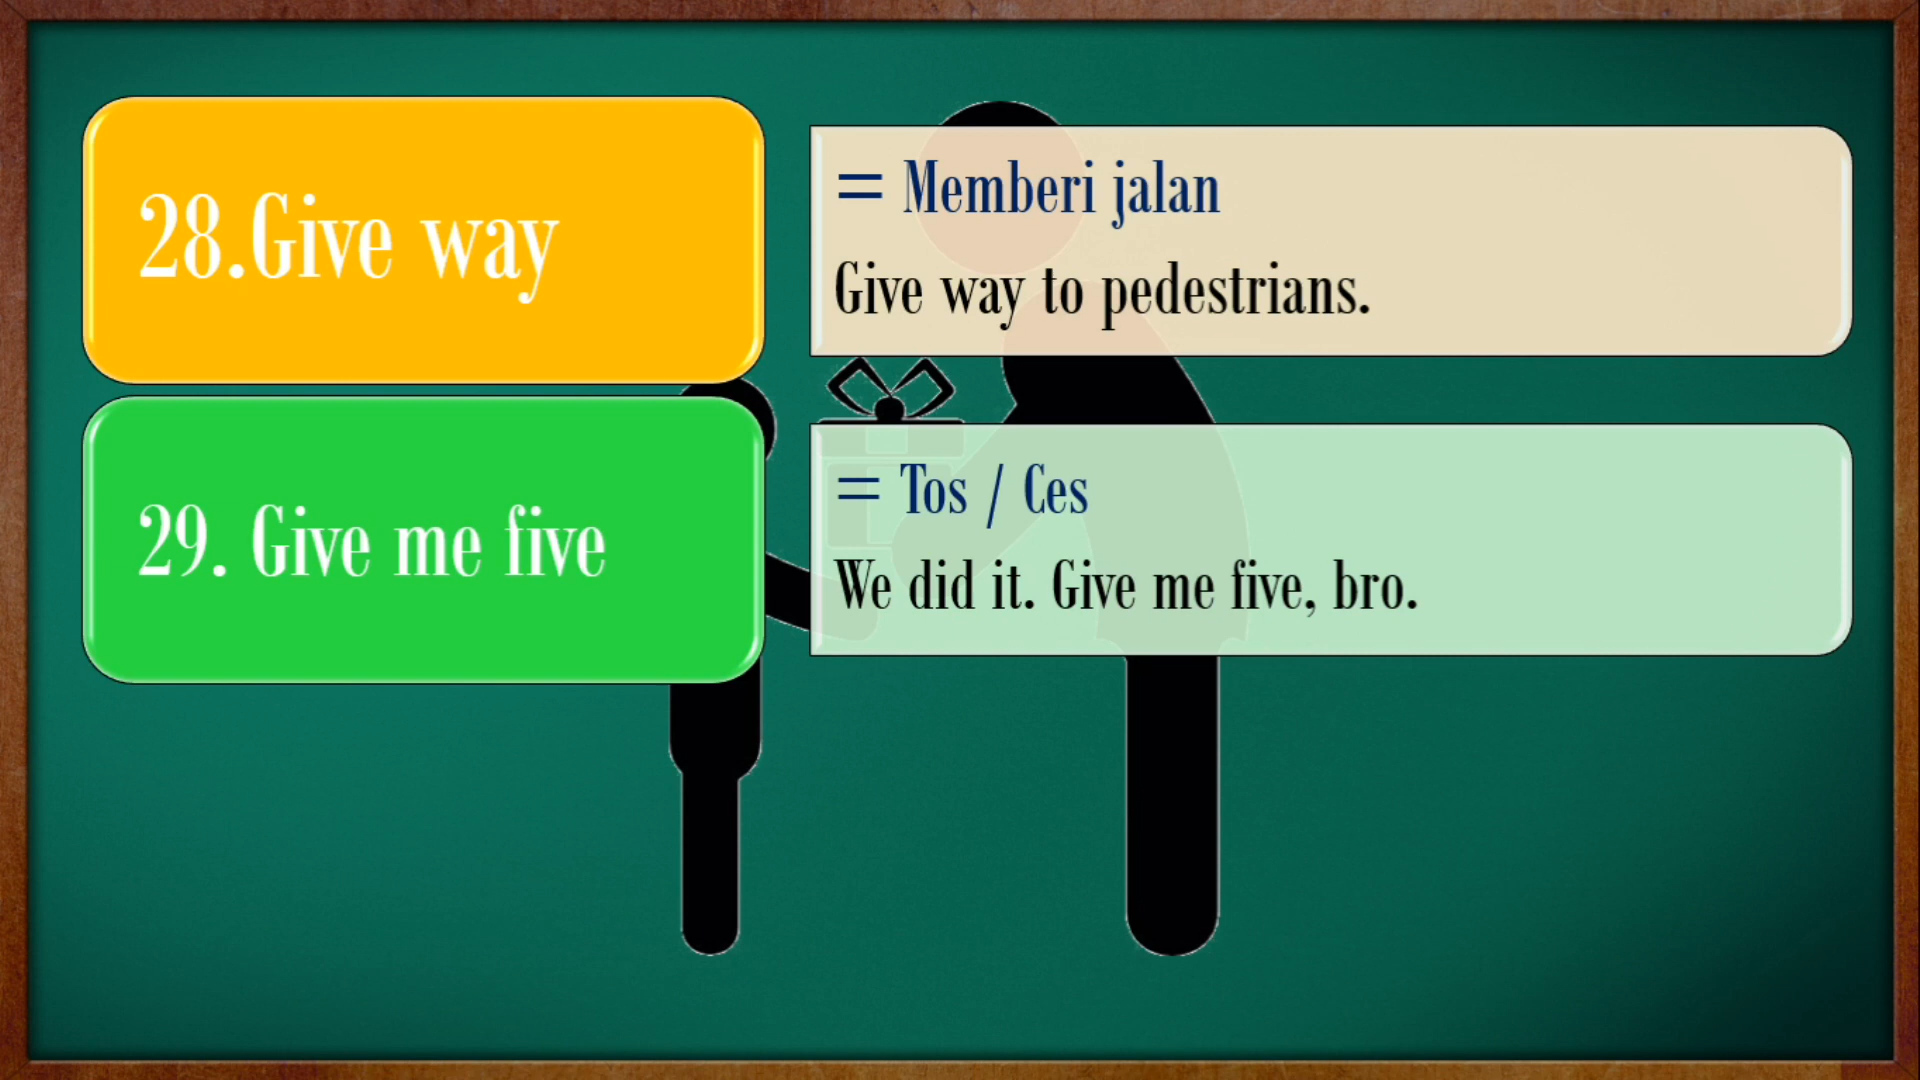 28.Give way
= Memberi jalan
Give way to pedestrians.
29. Give me five
= Tos / Ces
We did it. Give me five, bro.